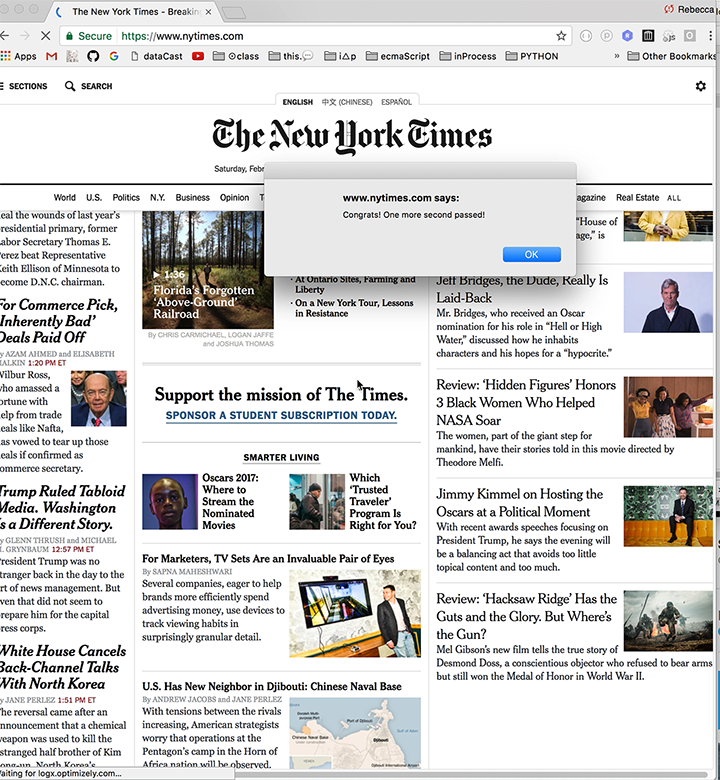 The New York Times - Breaking
Rebecca
Secure https://www.nytimes.com
Apps
dataCast
class
this.
i△p
ecmaScript
inProcess
PYTHON
» Other Bookmarks
SECTIONS
SEARCH
ENGLISH 中文 (CHINESE) ESPAÑOL
The New York Times
Saturday,
World U.S. Politics N.Y. Business Opinion
Real Estate ALL
www.nytimes.com says:
Congrats! One more second passed!
OK
heal the wounds of last year's
presidential primary, former
Labor Secretary Thomas E.
Perez beat Representative
Keith Ellison of Minnesota to
become D.N.C. chairman.
For Commerce Pick,
'Inherently Bad'
Deals Paid Off
By AZAM AHMED and ELISABETH
MALKIN 1:20 PM ET
Wilbur Ross,
who amassed a
fortune with
help from trade
deals like Nafta,
has vowed to tear up those
deals if confirmed as
commerce secretary.
Trump Ruled Tabloid
Media. Washington
Is a Different Story.
By GLENN THRUSH and MICHAEL
M. GRYNBAUM 12:57 PM ET
President Trump was no
stranger back in the day to the
art of news management. But
even that did not seem to
prepare him for the capital
press corps.
White House Cancels
Back-Channel Talks
With North Korea
By JANE PERLEZ 1:51 PM ET
The reversal came after an
announcement that a chemical
weapon was used to kill the
estranged half brother of Kim
Jong-un, North Korea's
Waiting for logx.optimizely.com...
1:36
Florida's Forgotten
'Above-Ground'
Railroad
By CHRIS CARMICHAEL, LOGAN JAFFE
and JOSHUA THOMAS
· At Ontario Sites, Farming and
Liberty
· On a New York Tour, Lessons
in Resistance
Support the mission of The Times.
SPONSOR A STUDENT SUBSCRIPTION TODAY.
SMARTER LIVING
Oscars 2017:
Where to
Stream the
Nominated
Movies
Which
'Trusted
Traveler'
Program Is
Right for You?
For Marketers, TV Sets Are an Invaluable Pair of Eyes
By SAPNA MAHESHWARI
Several companies, eager to help
brands more efficiently spend
advertising money, use devices to
track viewing habits in
surprisingly granular detail.
U.S. Has New Neighbor in Djibouti: Chinese Naval Base
By ANDREW JACOBS and JANE PERLEZ
With tensions between the rivals
increasing, American strategists
worry that operations at the
Pentagon's camp in the Horn of
Africa nation will be observed.
"House of
is
Jeff Bridges, the Dude, Really Is
Laid-Back
Mr. Bridges, who received an Oscar
nomination for his role in "Hell or High
Water," discussed how he inhabits
characters and his hopes for a "hypocrite."
Review: 'Hidden Figures' Honors
3 Black Women Who Helped
NASA Soar
The women, part of the giant step for
mankind, have their stories told in this movie directed by
Theodore Melfi.
Jimmy Kimmel on Hosting the
Oscars at a Political Moment
With recent awards speeches focusing on
President Trump, he says the evening will
be a balancing act that avoids too little
topical content and too much.
Review: 'Hacksaw Ridge' Has the
Guts and the Glory. But Where's
the Gun?
Mel Gibson's new film tells the true story of
Desmond Doss, a conscientious objector who refused to bear arms
but still won the Medal of Honor in World War II.